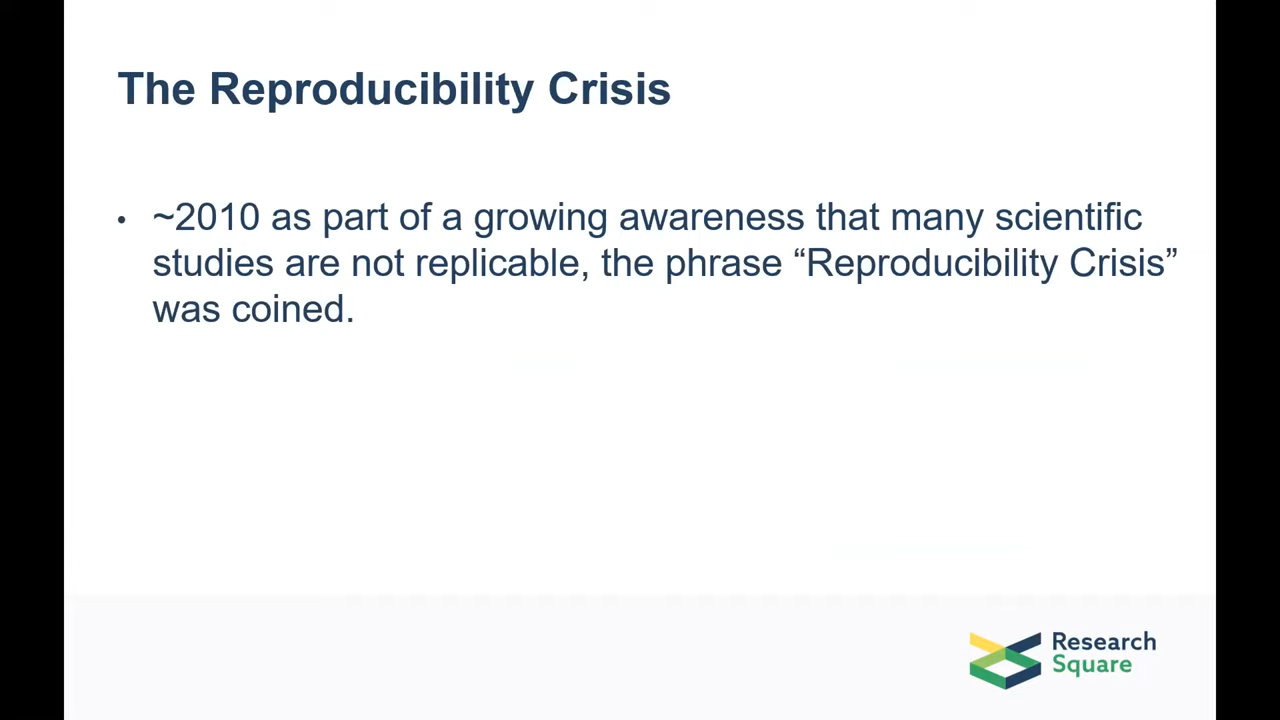 The Reproducibility Crisis
• ~2010 as part of a growing awareness that many scientific
studies are not replicable, the phrase “Reproducibility Crisis”
was coined.
Research
Square